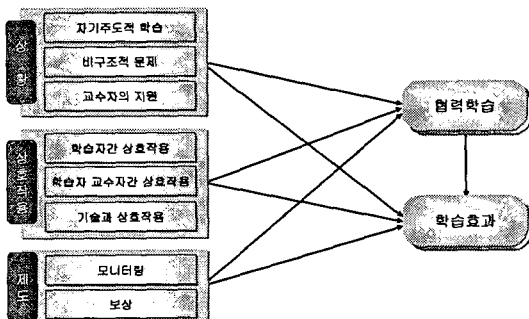 상황
자기주도적 학습
비구조적 문제
교수자의 지원
상호작용
학습자간 상호작용
학습자 교수자간 상호작용
기술과 상호작용
제도
모니터링
보상
협력학습
학습효과